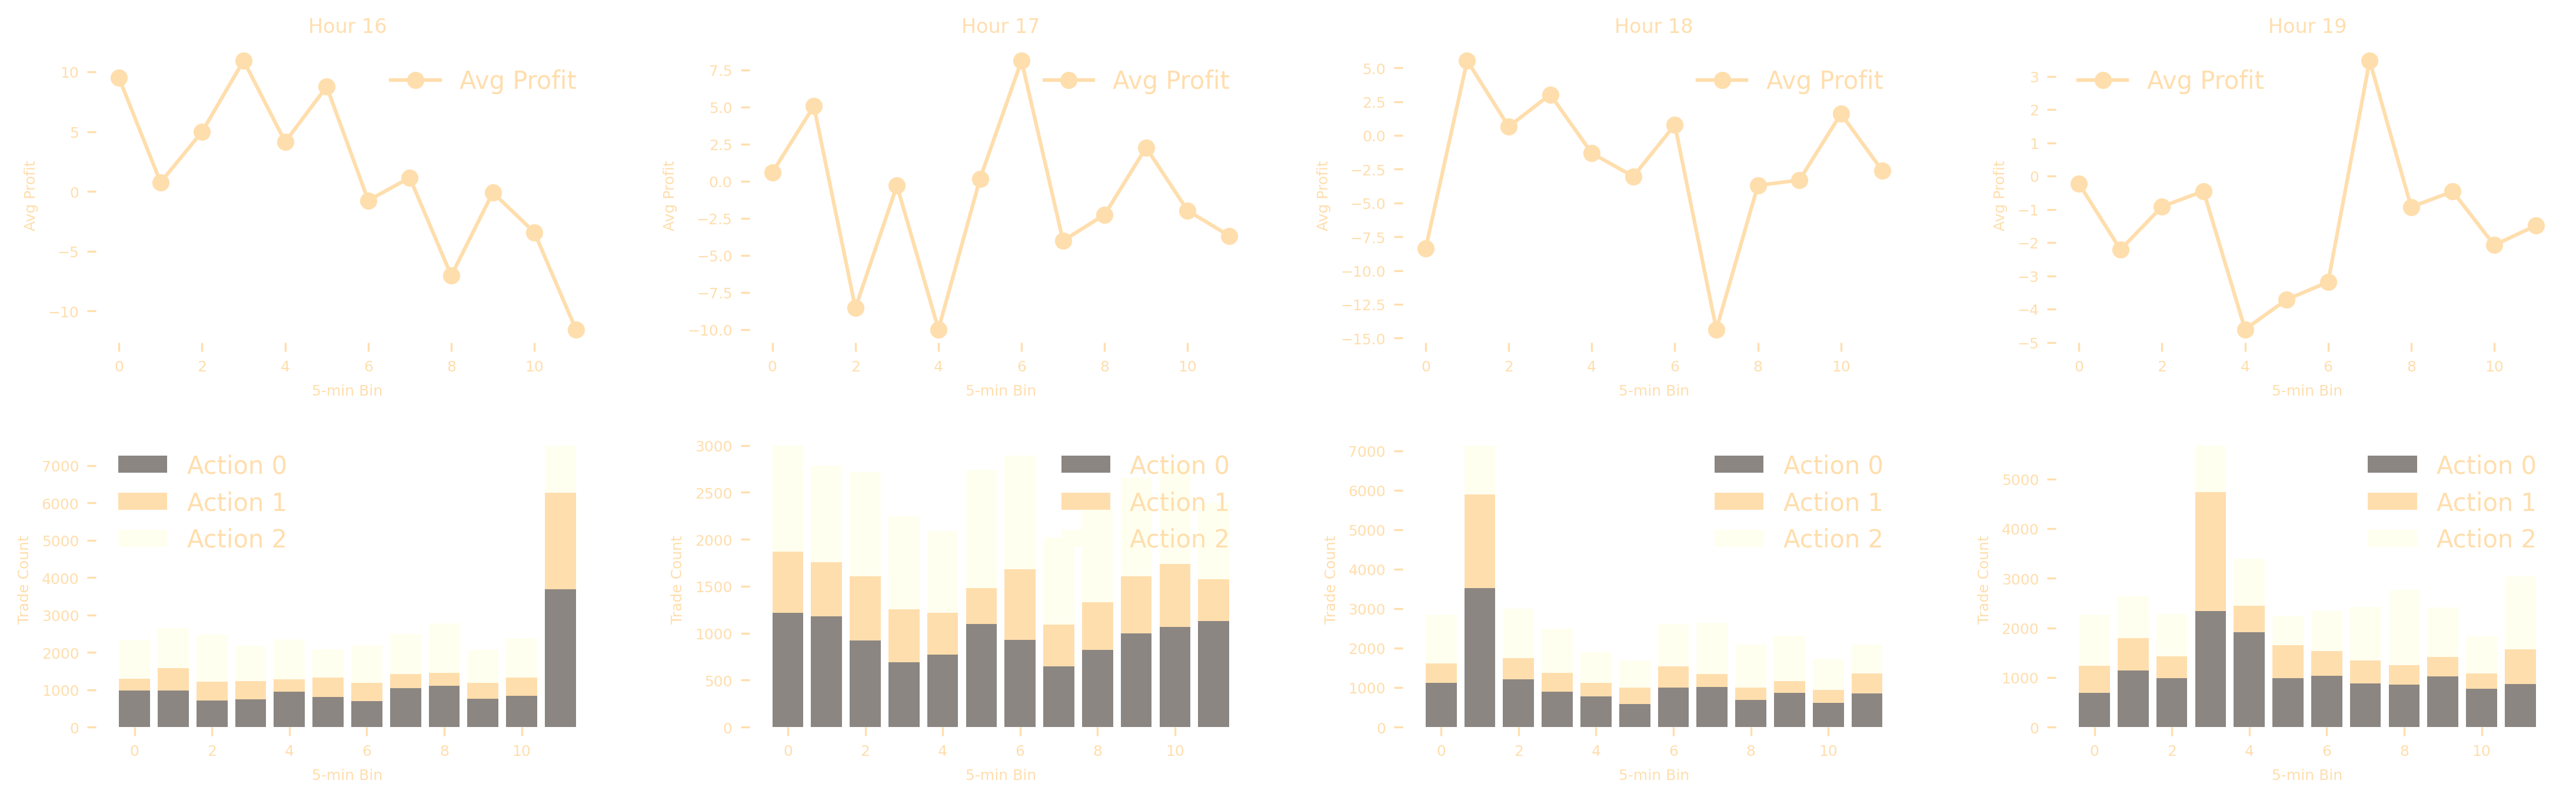 Hour 16
Avg Profit
Avg Profit
10
5
0
−5
−10
0 2 4 6 8 10
5-min Bin
Hour 17
Avg Profit
Avg Profit
7.5
5.0
2.5
0.0
−2.5
−5.0
−7.5
−10.0
0 2 4 6 8 10
5-min Bin
Hour 18
Avg Profit
Avg Profit
5.0
2.5
0.0
−2.5
−5.0
−7.5
−10.0
−12.5
−15.0
0 2 4 6 8 10
5-min Bin
Hour 19
Avg Profit
Avg Profit
3
2
1
0
−1
−2
−3
−4
−5
0 2 4 6 8 10
5-min Bin
Trade Count
7000
6000
5000
4000
3000
2000
1000
0
Action 0
Action 1
Action 2
0 2 4 6 8 10
5-min Bin
Trade Count
3000
2500
2000
1500
1000
500
0
Action 0
Action 1
Action 2
0 2 4 6 8 10
5-min Bin
Trade Count
7000
6000
5000
4000
3000
2000
1000
0
Action 0
Action 1
Action 2
0 2 4 6 8 10
5-min Bin
Trade Count
5000
4000
3000
2000
1000
0
Action 0
Action 1
Action 2
0 2 4 6 8 10
5-min Bin